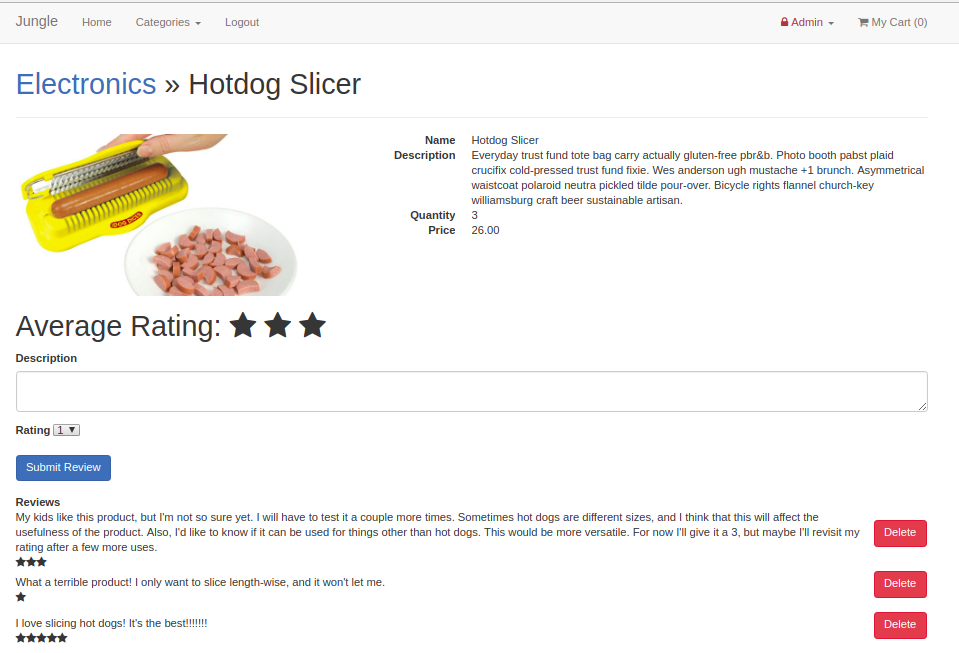 Jungle Home Categories Logout Admin My Cart (0)
Electronics » Hotdog Slicer
Name Hotdog Slicer
Description Everyday trust fund tote bag carry actually gluten-free pbr&b. Photo booth pabst plaid
crucifix cold-pressed trust fund fixie. Wes anderson ugh mustache +1 brunch. Asymmetrical
waistcoat polaroid neutra pickled tilde pour-over. Bicycle rights flannel church-key
williamsburg craft beer sustainable artisan.
Quantity 3
Price 26.00
Average Rating:
Description
Rating 1
Submit Review
Reviews
My kids like this product, but I'm not so sure yet. I will have to test it a couple more times. Sometimes hot dogs are different sizes, and I think that this will affect the
usefulness of the product. Also, I'd like to know if it can be used for things other than hot dogs. This would be more versatile. For now I'll give it a 3, but maybe I'll revisit my
rating after a few more uses.
Delete
What a terrible product! I only want to slice length-wise, and it won't let me.
Delete
I love slicing hot dogs! It's the best!!!!!!!
Delete